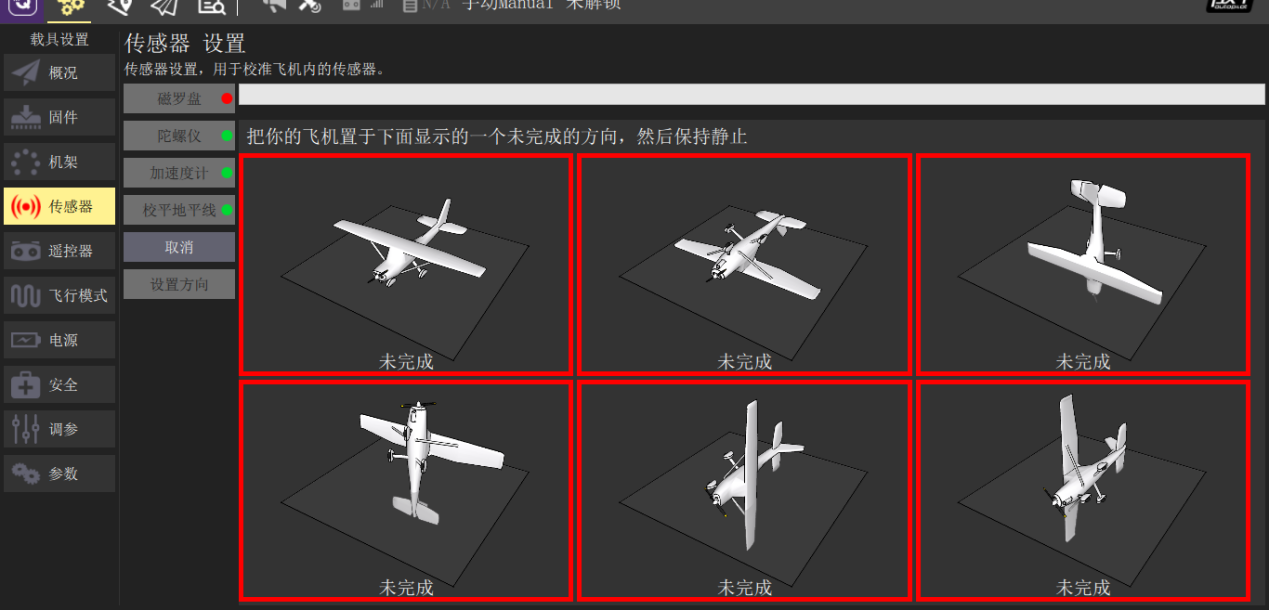 N/A 手动Manual 未解锁
载具设置
概况
固件
机架
传感器
遥控器
飞行模式
电源
安全
调参
参数
传感器 设置
传感器设置，用于校准飞机内的传感器。
磁罗盘
陀螺仪
加速度计
校平地平线
取消
设置方向
把你的飞机置于下面显示的一个未完成的方向，然后保持静止
未完成
未完成
未完成
未完成
未完成
未完成